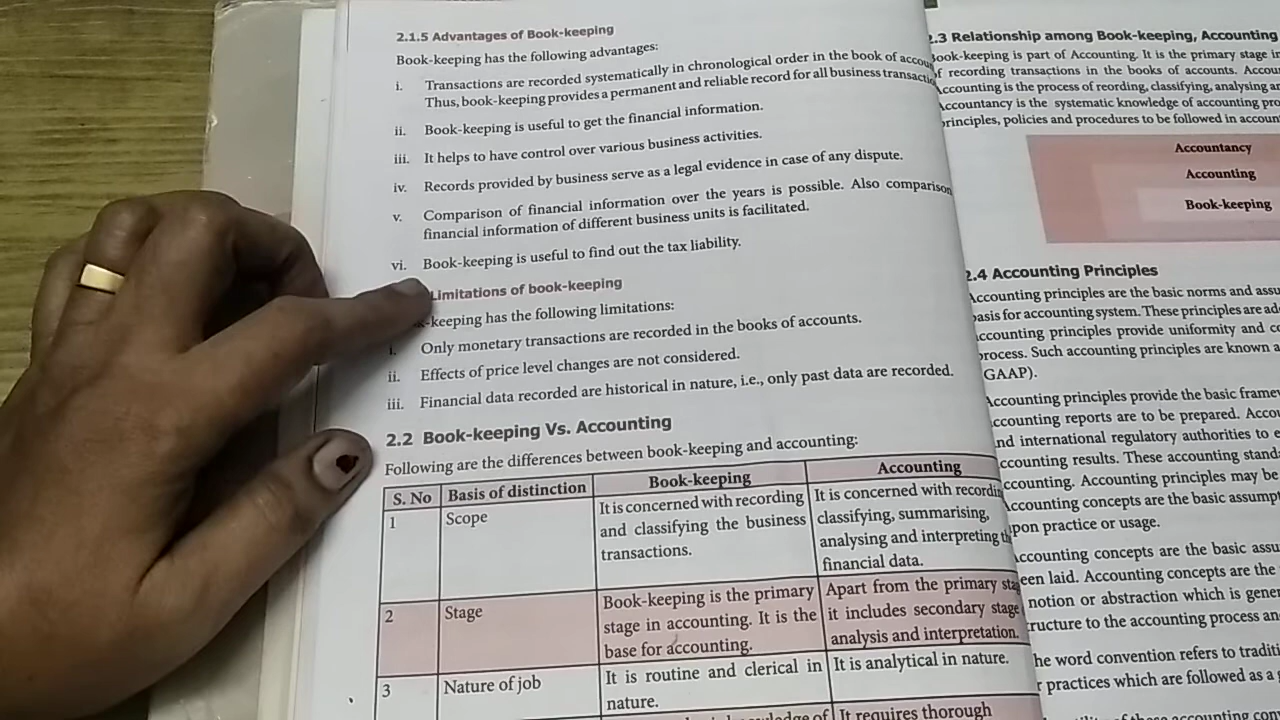 2.1.5 Advantages of Book-keeping
Book-keeping has the following advantages:
i. Transactions are recorded systematically in chronological order in the book of
Thus, book-keeping provides a permanent and reliable record for all business
ii. Book-keeping is useful to get the financial information.
iii. It helps to have control over various business activities.
iv. Records provided by business serve as a legal evidence in case of any dispute.
v. Comparison of financial information over the years is possible. Also comparison
financial information of different business units is facilitated.
vi. Book-keeping is useful to find out the tax liability.
Limitations of book-keeping
-keeping has the following limitations:
i. Only monetary transactions are recorded in the books of accounts.
ii. Effects of price level changes are not considered.
iii. Financial data recorded are historical in nature, i.e., only past data are recorded.
2.2 Book-keeping Vs. Accounting
Following are the differences between book-keeping and accounting:
S. No Basis of distinction Book-keeping Accounting
1 Scope
It is concerned with recording
and classifying the business
transactions.
It is concerned with
classifying, summarising,
analysing and interpreting
financial data.
2 Stage
Book-keeping is the primary
stage in accounting. It is the
base for accounting.
Apart from the primary
it includes secondary stage
analysis and interpretation.
3 Nature of job
It is routine and clerical in
nature.
It is analytical in nature.
of
It requires thorough
2.3 Relationship among Book-keeping, Accounting
Book-keeping is part of Accounting. It is the primary stage
of recording transactions in the books of accounts.
Accounting is the process of reording, classifying, analysing
Accountancy is the systematic knowledge of accounting
principles, policies and procedures to be followed in
Accountancy
Accounting
Book-keeping
2.4 Accounting Principles
Accounting principles are the basic norms and
basis for accounting system. These principles are
accounting principles provide uniformity and
process. Such accounting principles are known
GAAP).
Accounting principles provide the basic
accounting reports are to be prepared.
and international regulatory authorities to
accounting results. These accounting
accounting. Accounting principles may be
Accounting concepts are the basic
upon practice or usage.
Accounting concepts are the basic
been laid. Accounting concepts are the
notion or abstraction which is
structure to the accounting process
The word convention refers to
or practices which are followed as a
accounting